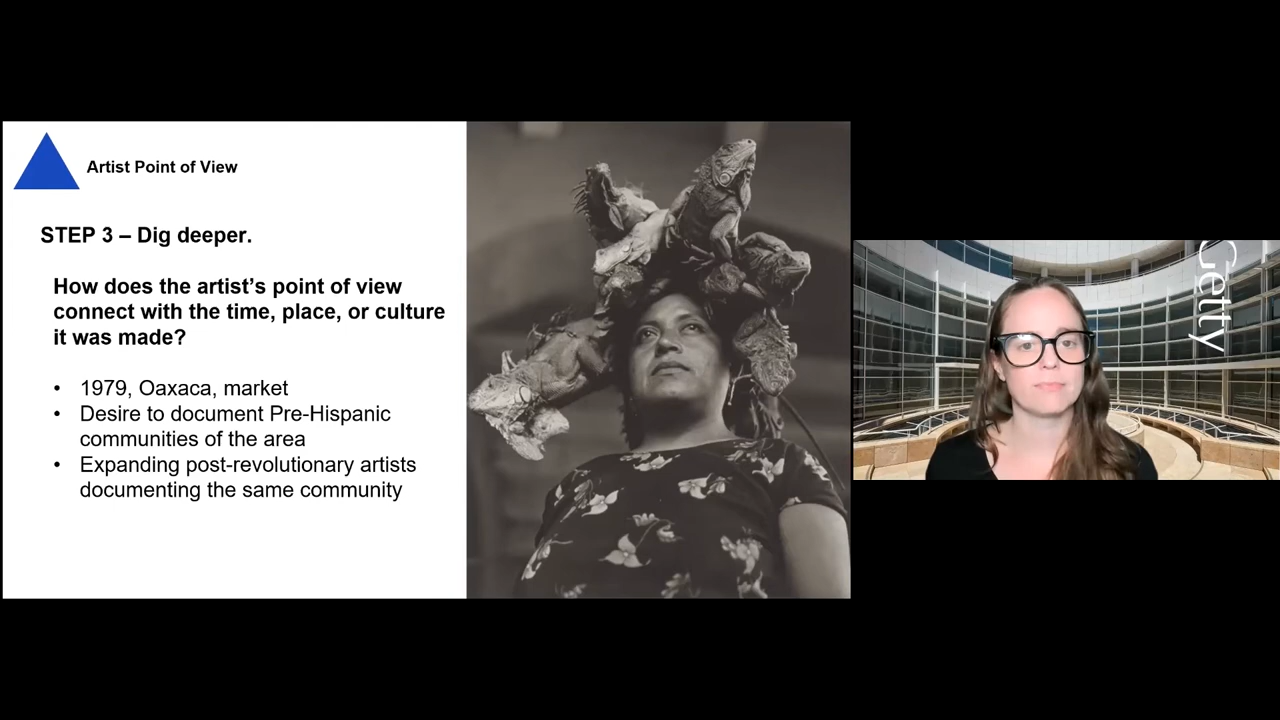 Artist Point of View
STEP 3 – Dig deeper.
How does the artist’s point of view
connect with the time, place, or culture
it was made?
• 1979, Oaxaca, market
• Desire to document Pre-Hispanic
communities of the area
• Expanding post-revolutionary artists
documenting the same community
Getty